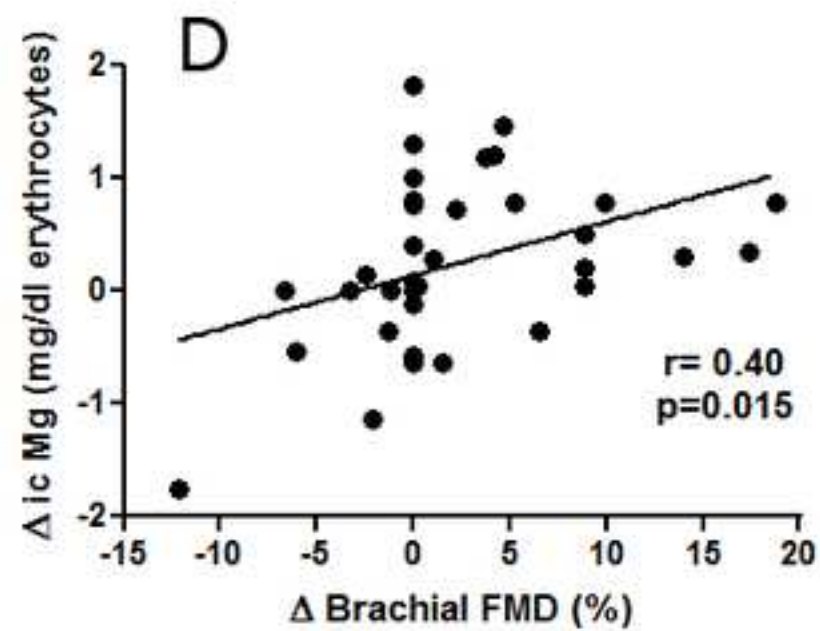 D
Δ ic Mg (mg/dl erythrocytes)
2
1
0
-1
-2
r= 0.40
p=0.015
-15 -10 -5 0 5 10 15 20
Δ Brachial FMD (%)